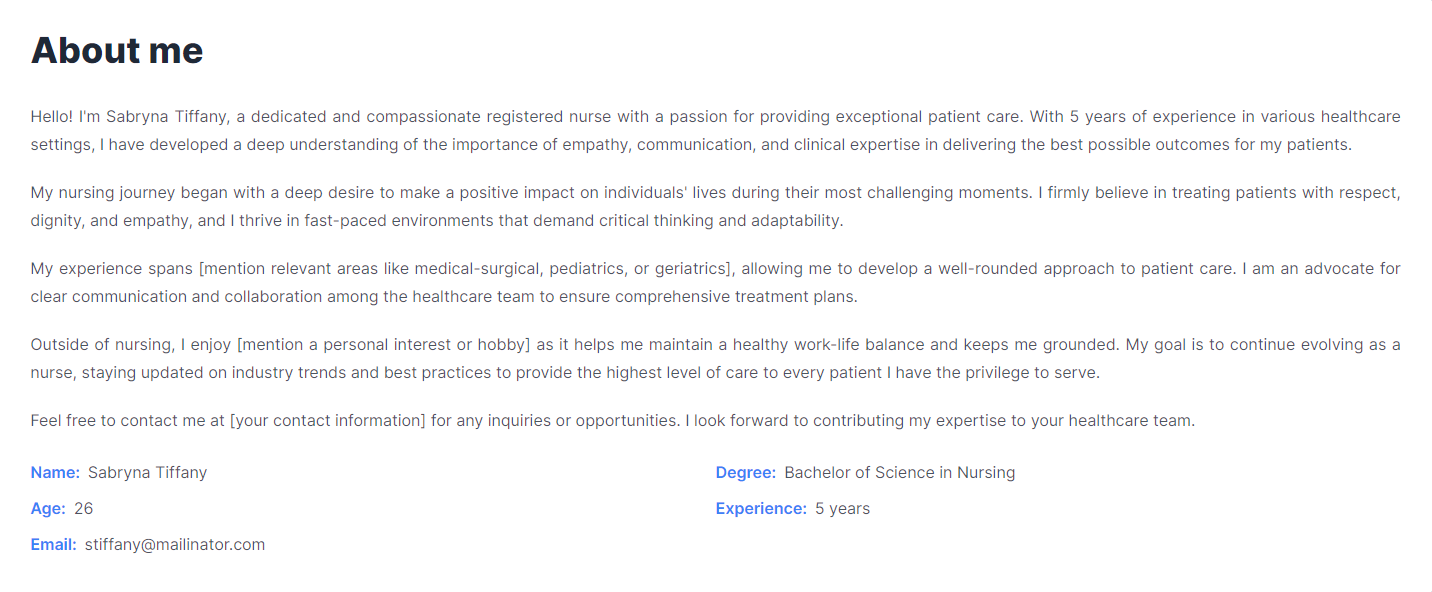 About me
Hello! I'm Sabryna Tiffany, a dedicated and compassionate registered nurse with a passion for providing exceptional patient care. With 5 years of experience in various healthcare
settings, I have developed a deep understanding of the importance of empathy, communication, and clinical expertise in delivering the best possible outcomes for my patients.
My nursing journey began with a deep desire to make a positive impact on individuals' lives during their most challenging moments. I firmly believe in treating patients with respect,
dignity, and empathy, and I thrive in fast-paced environments that demand critical thinking and adaptability.
My experience spans [mention relevant areas like medical-surgical, pediatrics, or geriatrics], allowing me to develop a well-rounded approach to patient care. I am an advocate for
clear communication and collaboration among the healthcare team to ensure comprehensive treatment plans.
Outside of nursing, I enjoy [mention a personal interest or hobby] as it helps me maintain a healthy work-life balance and keeps me grounded. My goal is to continue evolving as a
nurse, staying updated on industry trends and best practices to provide the highest level of care to every patient I have the privilege to serve.
Feel free to contact me at [your contact information] for any inquiries or opportunities. I look forward to contributing my expertise to your healthcare team.
Name: Sabryna Tiffany
Degree: Bachelor of Science in Nursing
Age: 26
Experience: 5 years
Email: stiffany@mailinator.com